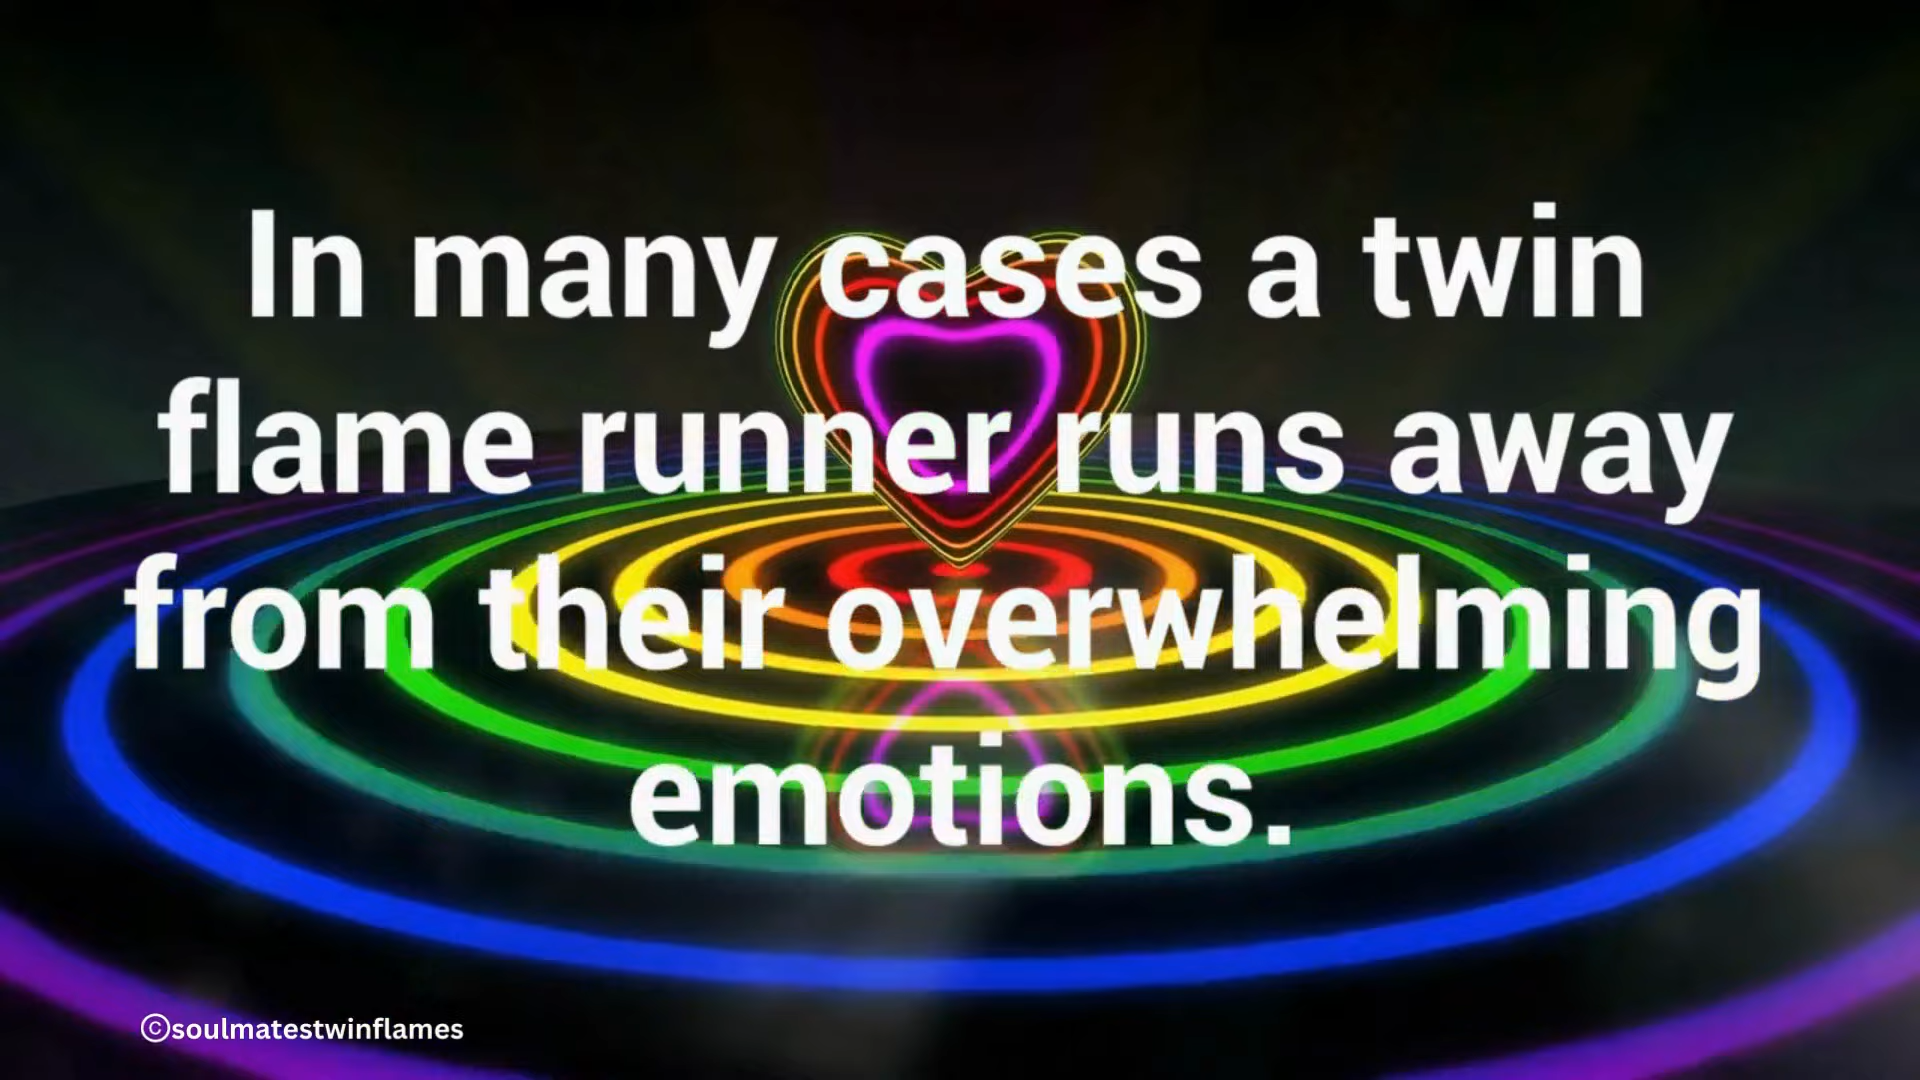 In many cases a twin
flame runner runs away
from their overwhelming
emotions.
©soulmatestwinflames